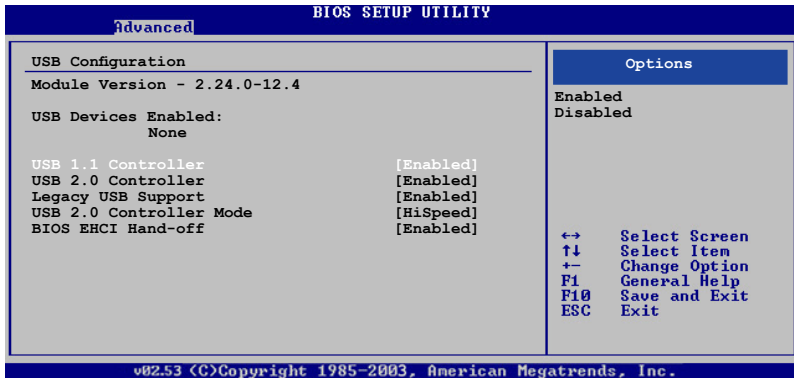 BIOS SETUP UTILITY
Advanced
USB Configuration
Module Version - 2.24.0-12.4
USB Devices Enabled:
None
USB 1.1 Controller [Enabled]
USB 2.0 Controller [Enabled]
Legacy USB Support [Enabled]
USB 2.0 Controller Mode [HiSpeed]
BIOS EHCI Hand-off [Enabled]
Options
Enabled
Disabled
←→ Select Screen
↑↓ Select Item
+- Change Option
F1 General Help
F10 Save and Exit
ESC Exit
v02.53 (C)Copyright 1985-2003, American Megatrends, Inc.